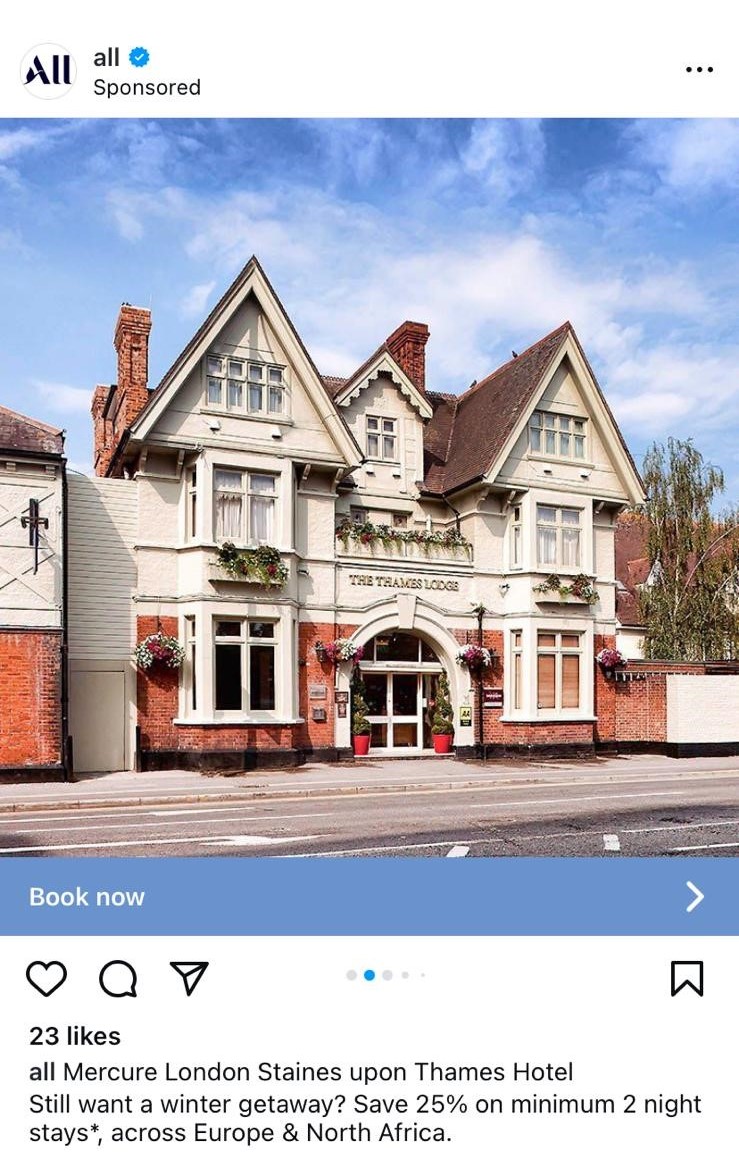 All
all
Sponsored
THE THAMES LODGE
AA
Book now
23 likes
all Mercure London Staines upon Thames Hotel
Still want a winter getaway? Save 25% on minimum 2 night
stays*, across Europe & North Africa.